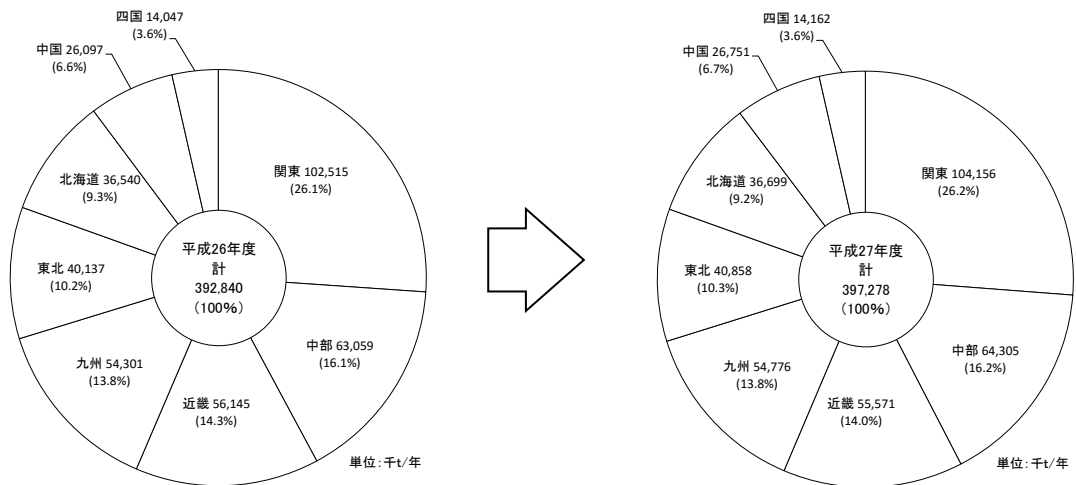 四国 14,047
(3.6%)
中国 26,097
(6.6%)
北海道 36,540
(9.3%)
東北 40,137
(10.2%)
九州 54,301
(13.8%)
近畿 56,145
(14.3%)
中部 63,059
(16.1%)
関東 102,515
(26.1%)
平成26年度
計
392,840
(100%)
単位:千t/年
四国 14,162
(3.6%)
中国 26,751
(6.7%)
北海道 36,699
(9.2%)
東北 40,858
(10.3%)
九州 54,776
(13.8%)
近畿 55,571
(14.0%)
中部 64,305
(16.2%)
関東 104,156
(26.2%)
平成27年度
計
397,278
(100%)
単位:千t/年